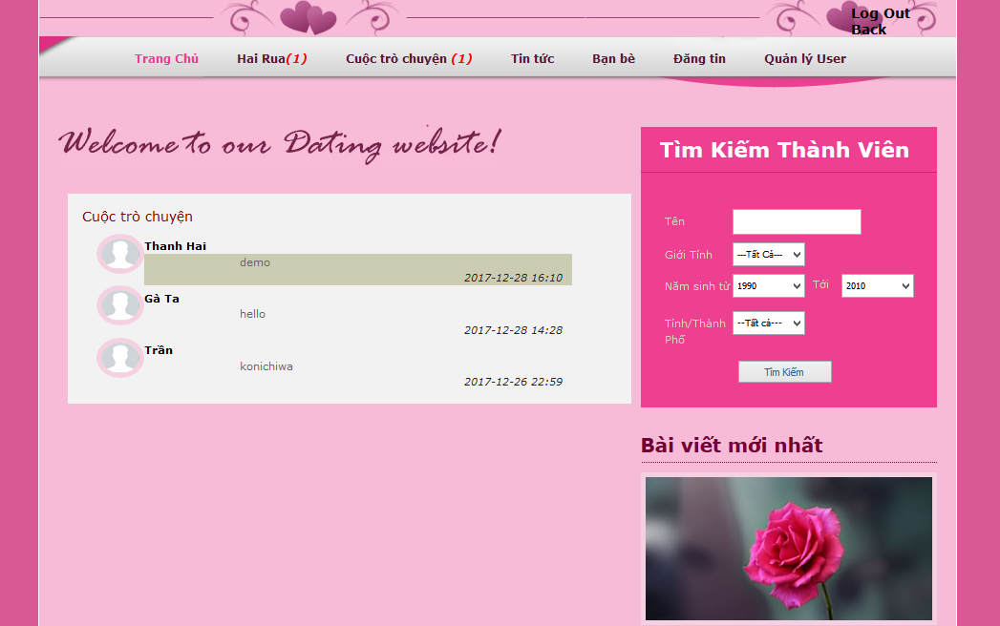 Log Out
Back
Trang Chủ Hai Rua(1) Cuộc trò chuyện (1) Tin tức Bạn bè Đăng tin Quản lý User
Welcome to our Dating website!
Cuộc trò chuyện
Thanh Hai
demo
2017-12-28 16:10
Gà Ta
hello
2017-12-28 14:28
Trần
konichiwa
2017-12-26 22:59
Tìm Kiếm Thành Viên
Tên
Giới Tính ---Tất Cả---
Năm sinh từ 1990 Tới 2010
Tỉnh/Thành Phố --Tất cả---
Tìm Kiếm
Bài viết mới nhất